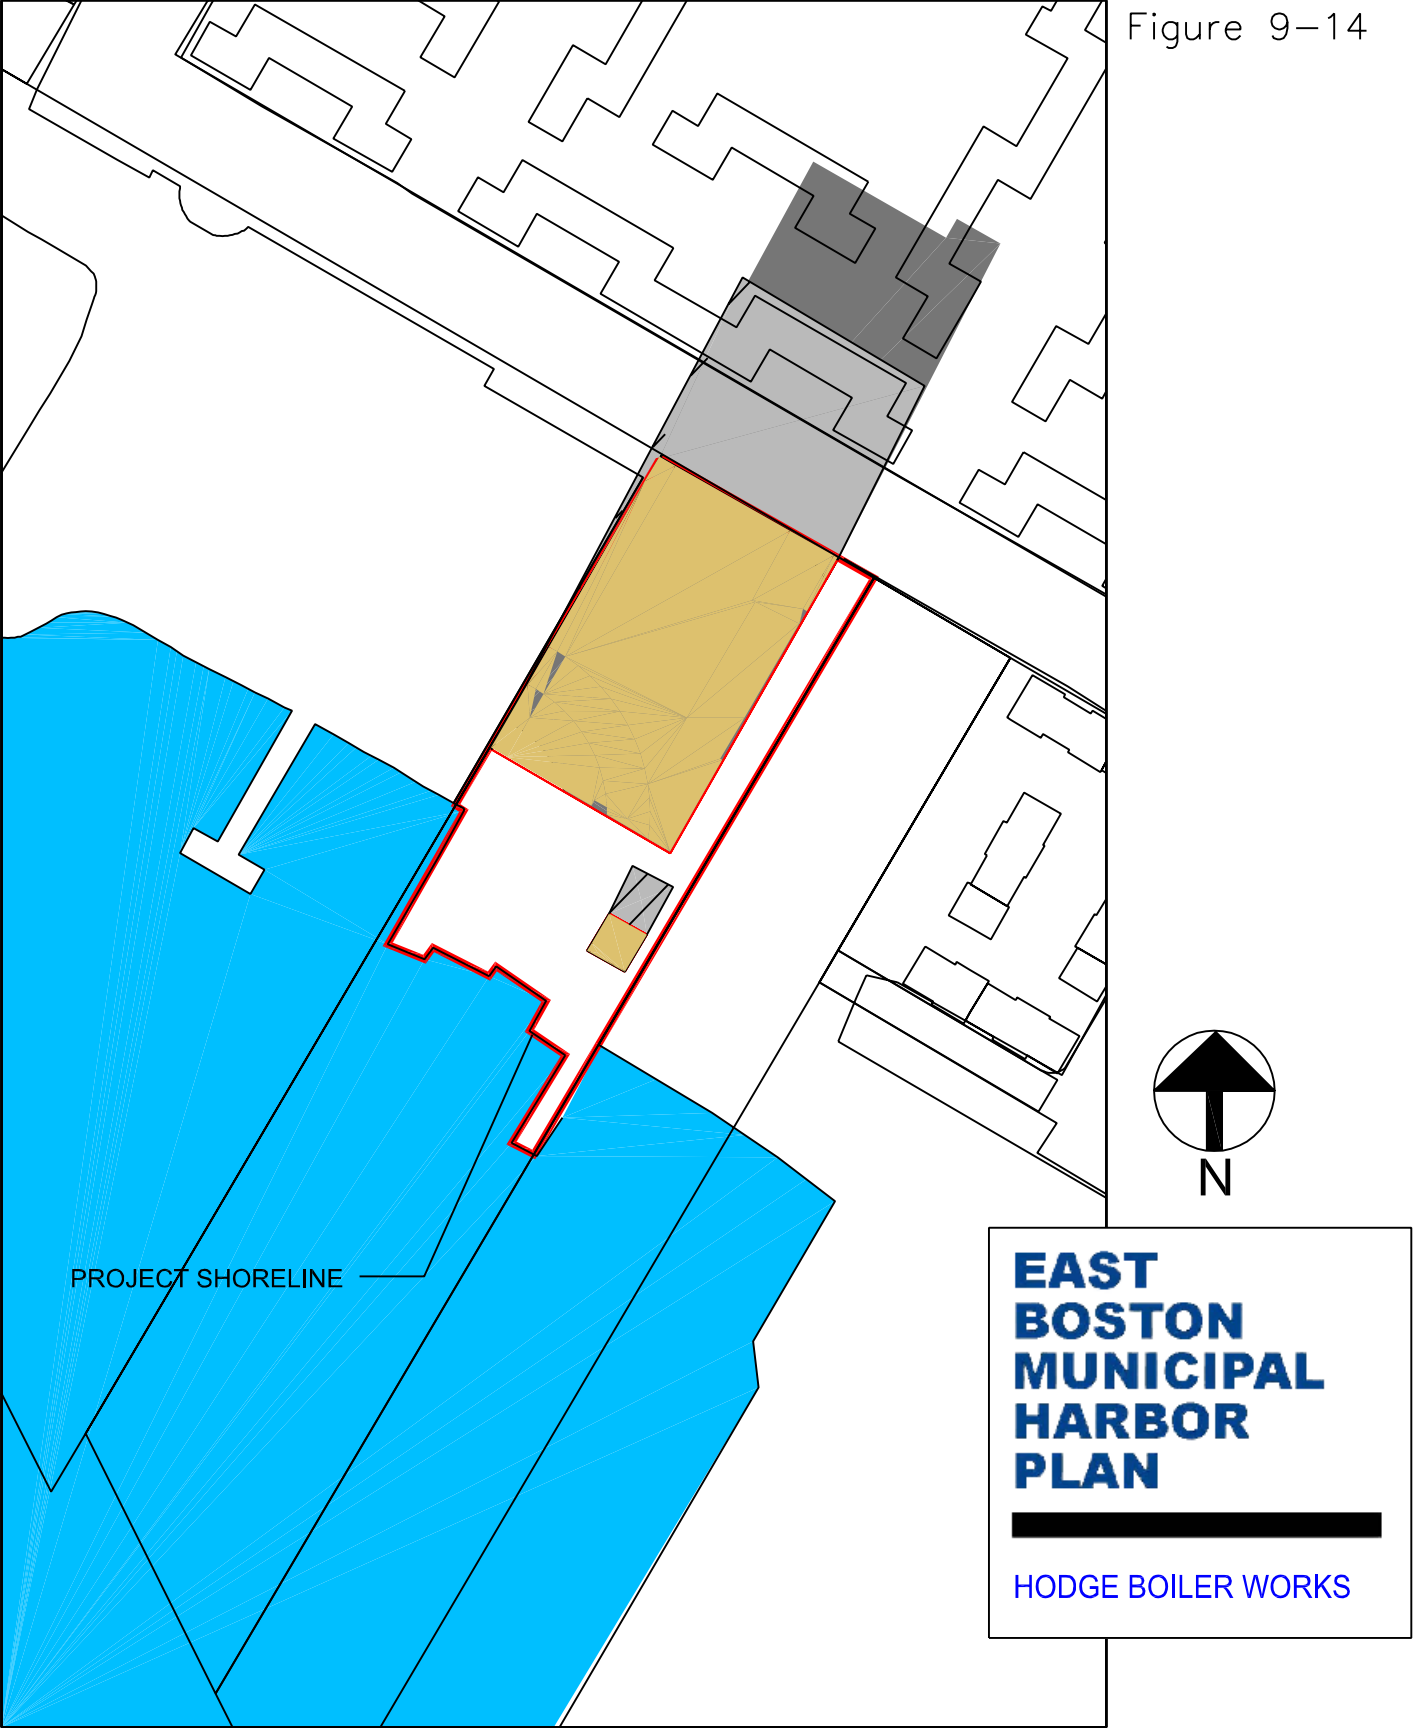 Figure 9-14
PROJECT SHORELINE
N
EAST
BOSTON
MUNICIPAL
HARBOR
PLAN
HODGE BOILER WORKS